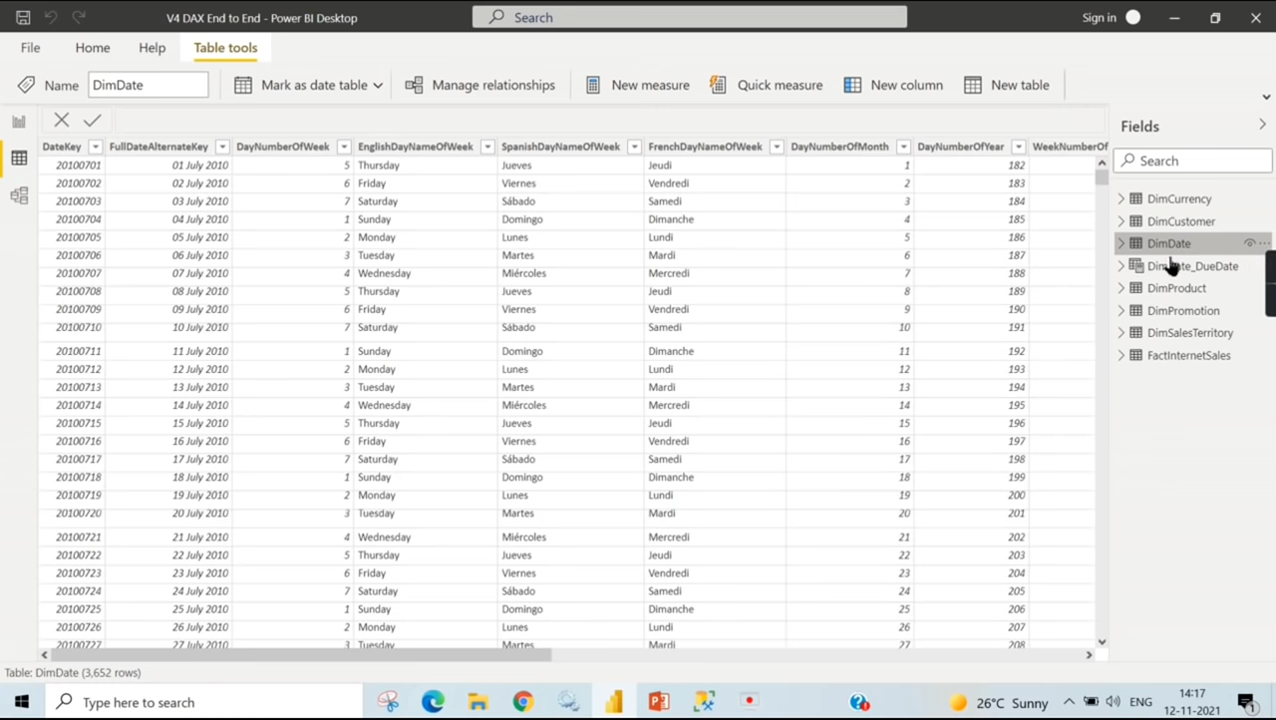 V4 DAX End to End - Power BI Desktop Search Sign in
File Home Help Table tools
Name DimDate Mark as date table Manage relationships New measure Quick measure New column New table
Fields
Search
DimCurrency
DimCustomer
DimDate
DimDate_DueDate
DimProduct
DimPromotion
DimSalesTerritory
FactInternetSales
DateKey FullDateAlternateKey DayNumberOfWeek EnglishDayNameOfWeek SpanishDayNameOfWeek FrenchDayNameOfWeek DayNumberOfMonth DayNumberOfYear WeekNumberOf
20100701 01 July 2010 5 Thursday Jueves Jeudi 1 182
20100702 02 July 2010 6 Friday Viernes Vendredi 2 183
20100703 03 July 2010 7 Saturday Sábado Samedi 3 184
20100704 04 July 2010 1 Sunday Domingo Dimanche 4 185
20100705 05 July 2010 2 Monday Lunes Lundi 5 186
20100706 06 July 2010 3 Tuesday Martes Mardi 6 187
20100707 07 July 2010 4 Wednesday Miércoles Mercredi 7 188
20100708 08 July 2010 5 Thursday Jueves Jeudi 8 189
20100709 09 July 2010 6 Friday Viernes Vendredi 9 190
20100710 10 July 2010 7 Saturday Sábado Samedi 10 191
20100711 11 July 2010 1 Sunday Domingo Dimanche 11 192
20100712 12 July 2010 2 Monday Lunes Lundi 12 193
20100713 13 July 2010 3 Tuesday Martes Mardi 13 194
20100714 14 July 2010 4 Wednesday Miércoles Mercredi 14 195
20100715 15 July 2010 5 Thursday Jueves Jeudi 15 196
20100716 16 July 2010 6 Friday Viernes Vendredi 16 197
20100717 17 July 2010 7 Saturday Sábado Samedi 17 198
20100718 18 July 2010 1 Sunday Domingo Dimanche 18 199
20100719 19 July 2010 2 Monday Lunes Lundi 19 200
20100720 20 July 2010 3 Tuesday Martes Mardi 20 201
20100721 21 July 2010 4 Wednesday Miércoles Mercredi 21 202
20100722 22 July 2010 5 Thursday Jueves Jeudi 22 203
20100723 23 July 2010 6 Friday Viernes Vendredi 23 204
20100724 24 July 2010 7 Saturday Sábado Samedi 24 205
20100725 25 July 2010 1 Sunday Domingo Dimanche 25 206
20100726 26 July 2010 2 Monday Lunes Lundi 26 207
20100727 27 July 2010 3 Tuesday Martes Mardi 27 208
Table: DimDate (3,652 rows)
Type here to search 26°C Sunny ENG 14:17
12-11-2021 1